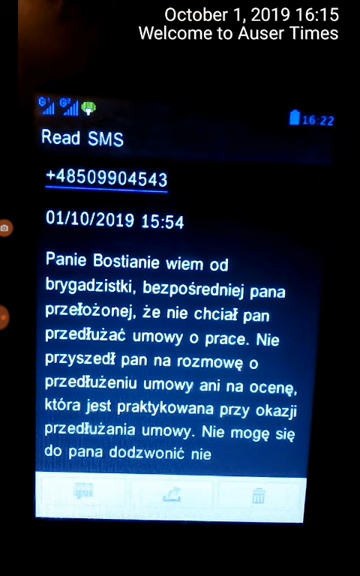 October 1, 2019 16:15
Welcome to Auser Times
16:22
Read SMS
+48509904543
01/10/2019 15:54
Panie Bostianie wiem od
brygadzistki, bezpośredniej pana
przełożonej, że nie chciał pan
przedłużać umowy o prace. Nie
przyszedł pan na rozmowę o
przedłużeniu umowy ani na ocenę,
która jest praktykowana przy okazji
przedłużania umowy. Nie mogę się
do pana dodzwonić nie